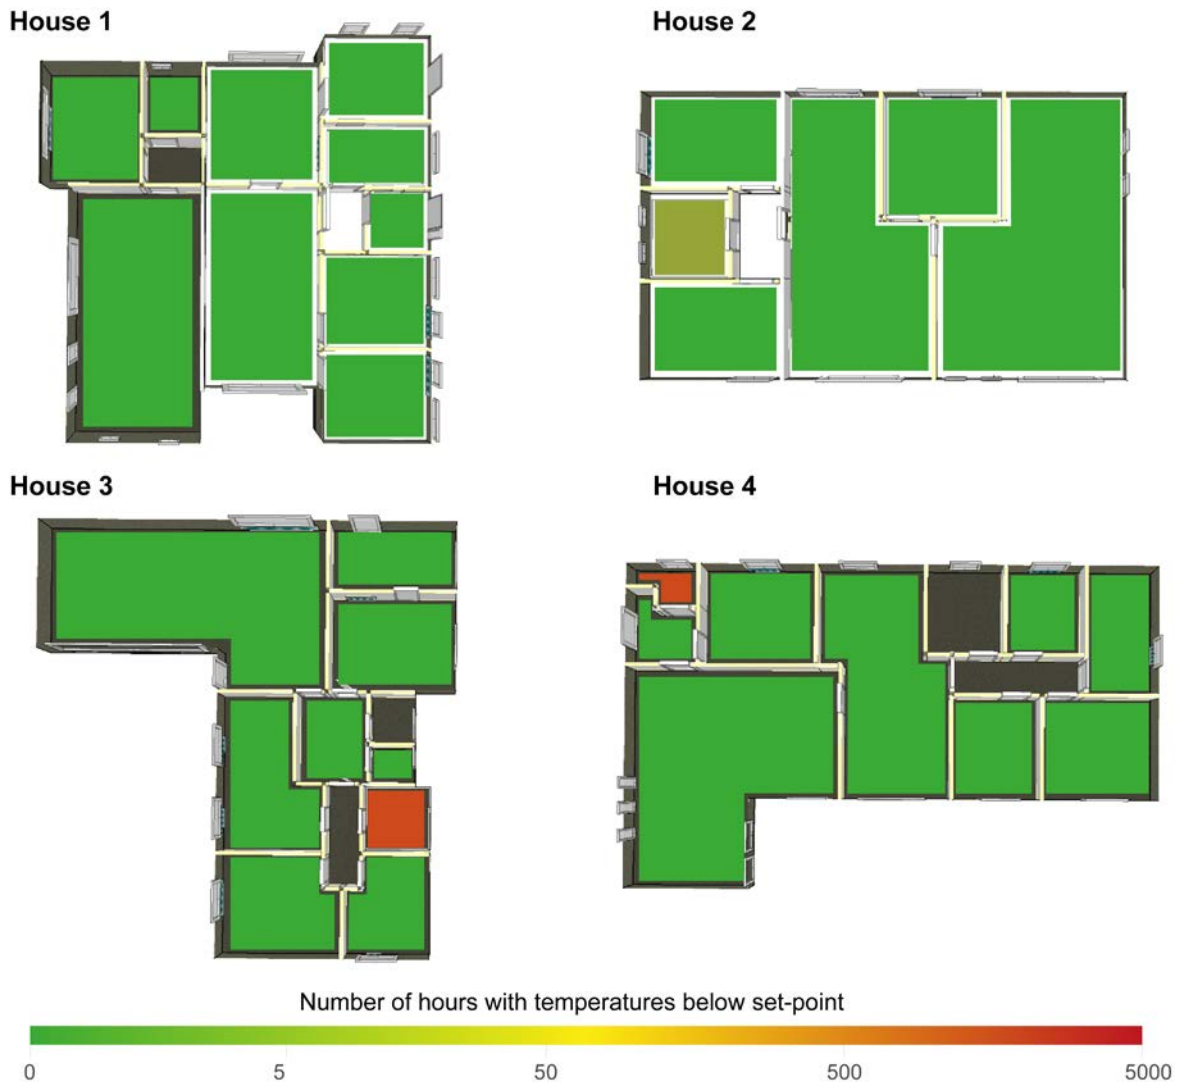 House 1
House 2
House 3
House 4
Number of hours with temperatures below set-point
0 5 50 500 5000